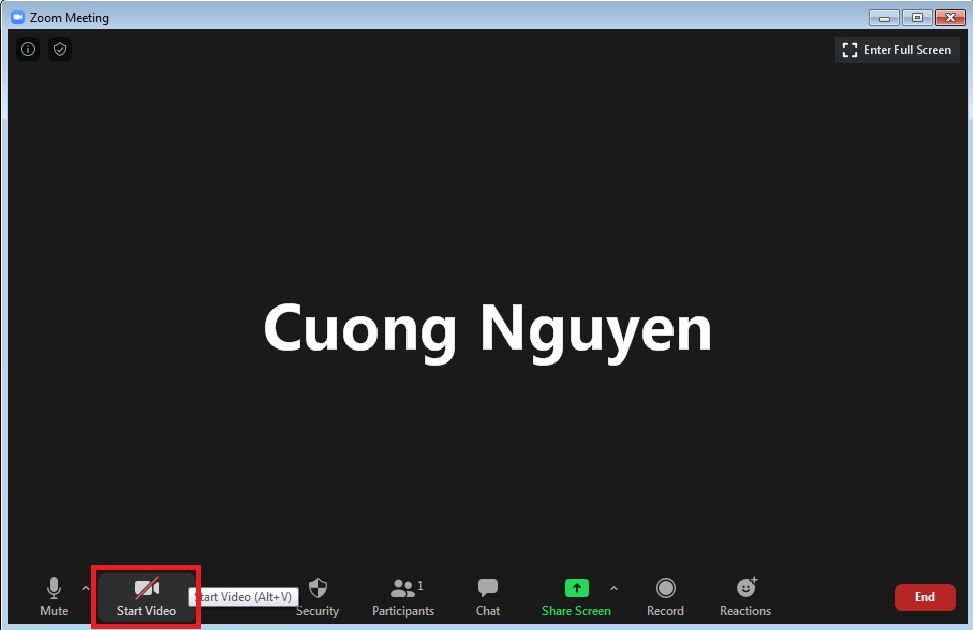 Zoom Meeting
Enter Full Screen
Cuong Nguyen
1
Mute
Start Video
Start Video (Alt+V)
Security
Participants
Chat
Share Screen
Record
Reactions
End